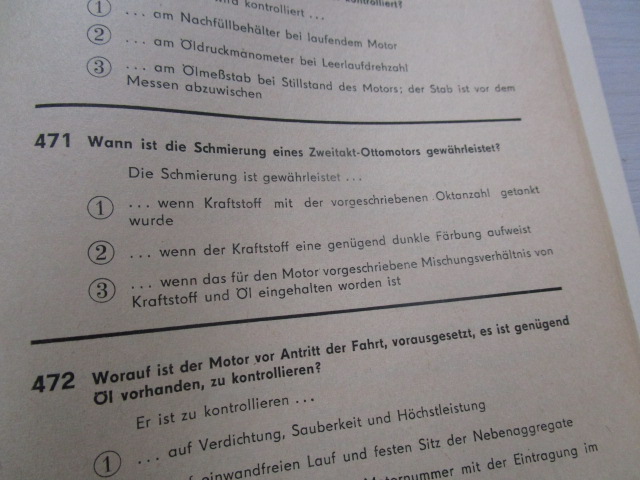 kontrolliert ...
① ... am Nachfüllbehälter bei laufendem Motor
② ... am Öldruckmanometer bei Leerlaufdrehzahl
③ ... am Ölmeßstab bei Stillstand des Motors; der Stab ist vor dem
Messen abzuwischen
471 Wann ist die Schmierung eines Zweitakt-Ottomotors gewährleistet?
Die Schmierung ist gewährleistet ...
① ... wenn Kraftstoff mit der vorgeschriebenen Oktanzahl getankt
wurde
② ... wenn der Kraftstoff eine genügend dunkle Färbung aufweist
③ ... wenn das für den Motor vorgeschriebene Mischungsverhältnis von
Kraftstoff und Öl eingehalten worden ist
472 Worauf ist der Motor vor Antritt der Fahrt, vorausgesetzt, es ist genügend
Öl vorhanden, zu kontrollieren?
Er ist zu kontrollieren ...
① ... auf Verdichtung, Sauberkeit und Höchstleistung
einwandfreien Lauf und festen Sitz der Nebenaggregate
mit der Eintragung im